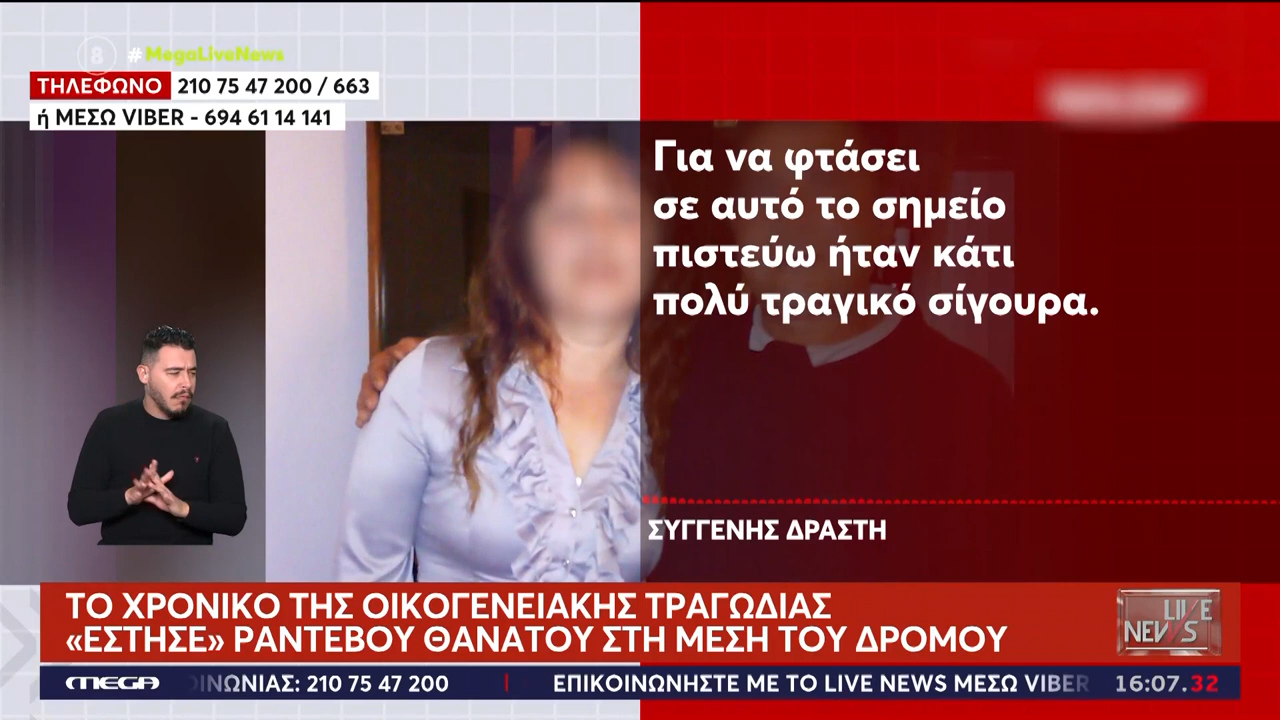 8
#MegaLiveNews
ΤΗΛΕΦΩΝΟ 210 75 47 200 / 663
ή ΜΕΣΩ VIBER - 694 61 14 141
Για να φτάσει
σε αυτό το σημείο
πιστεύω ήταν κάτι
πολύ τραγικό σίγουρα.
ΣΥΓΓΕΝΗΣ ΔΡΑΣΤΗ
ΤΟ ΧΡΟΝΙΚΟ ΤΗΣ ΟΙΚΟΓΕΝΕΙΑΚΗΣ ΤΡΑΓΩΔΙΑΣ
«ΕΣΤΗΣΕ» ΡΑΝΤΕΒΟΥ ΘΑΝΑΤΟΥ ΣΤΗ ΜΕΣΗ ΤΟΥ ΔΡΟΜΟΥ
LIVE
NEWS
MEGA ΙΝΩΝΙΑΣ: 210 75 47 200 ΕΠΙΚΟΙΝΩΝΗΣΤΕ ΜΕ ΤΟ LIVE NEWS ΜΕΣΩ VIBER 16:07.32